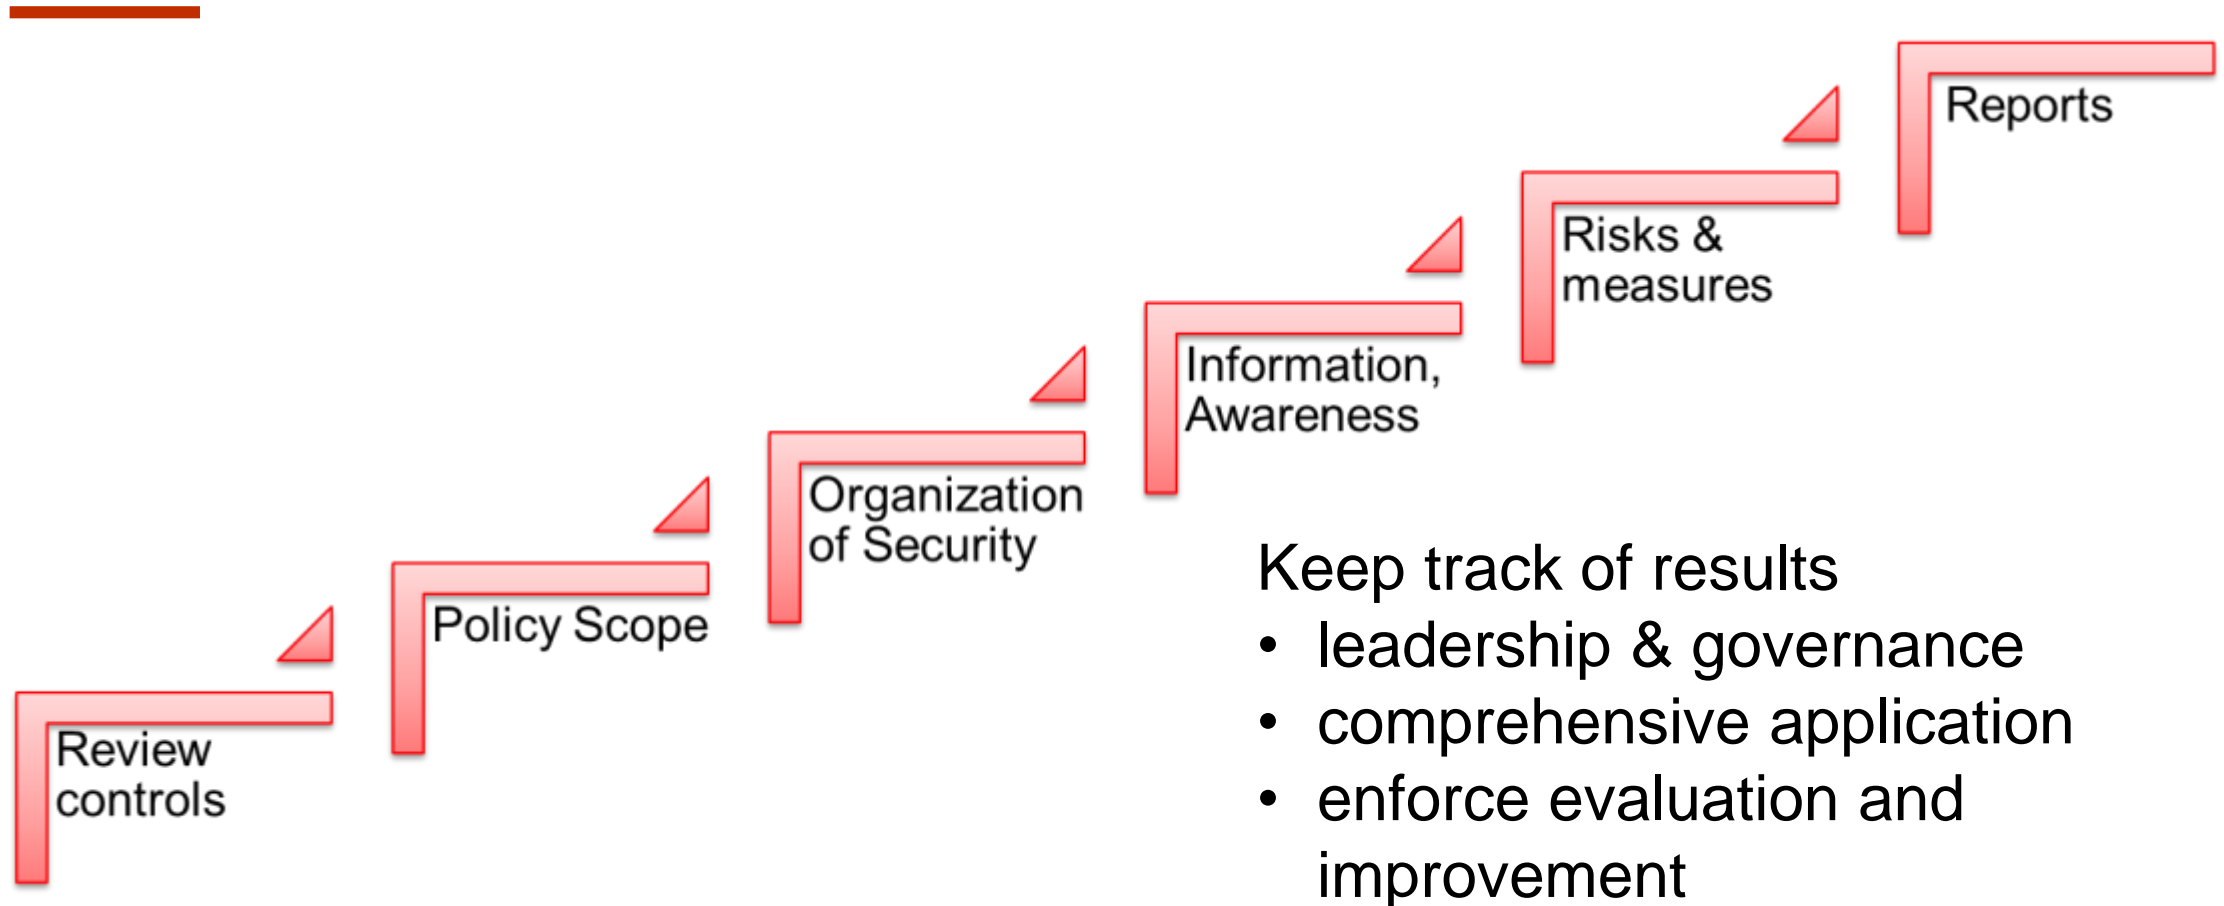 Reports
Risks &
measures
Information,
Awareness
Organization
of Security
Policy Scope
Review
controls
Keep track of results
• leadership & governance
• comprehensive application
• enforce evaluation and
improvement